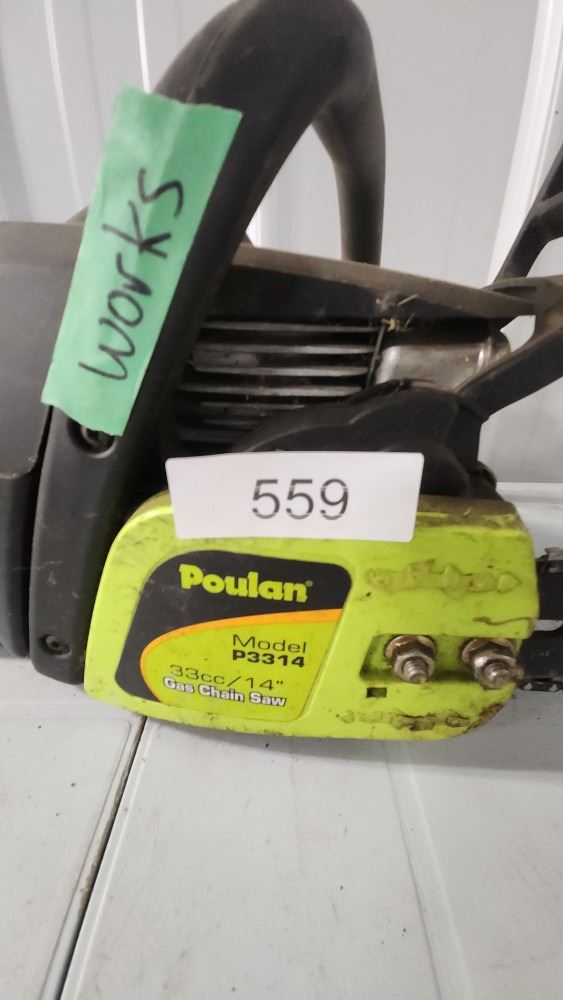 works
559
Poulan®
Model
P3314
33cc/14"
Gas Chain Saw